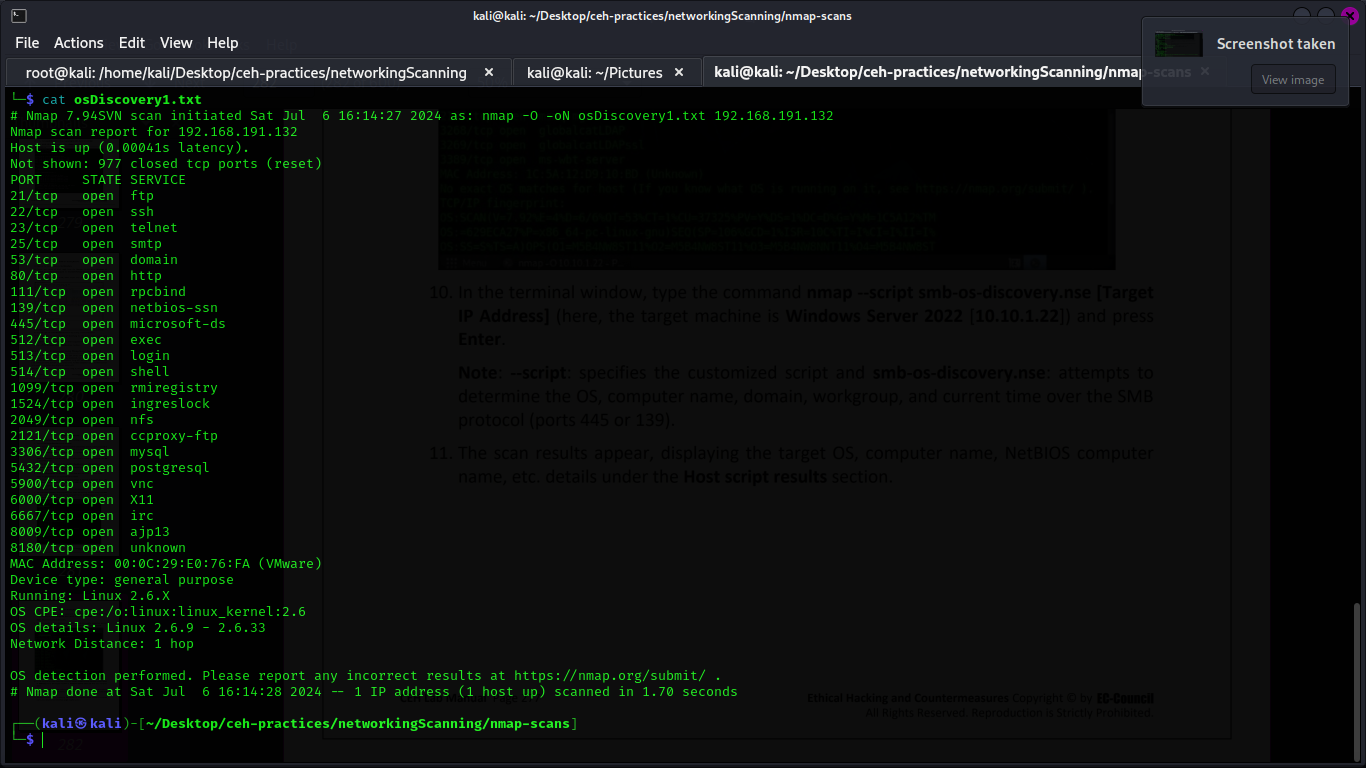 kali@kali: ~/Desktop/ceh-practices/networkingScanning/nmap-scans
File Actions Edit View Help
Screenshot taken
View image
root@kali: /home/kali/Desktop/ceh-practices/networkingScanning × kali@kali: ~/Pictures × kali@kali: ~/Desktop/ceh-practices/networkingScanning/nmap-scans ×
└─$ cat osDiscovery1.txt
# Nmap 7.94SVN scan initiated Sat Jul  6 16:14:27 2024 as: nmap -O -oN osDiscovery1.txt 192.168.191.132
Nmap scan report for 192.168.191.132
Host is up (0.00041s latency).
Not shown: 977 closed tcp ports (reset)
PORT     STATE SERVICE
21/tcp   open  ftp
22/tcp   open  ssh
23/tcp   open  telnet
25/tcp   open  smtp
53/tcp   open  domain
80/tcp   open  http
111/tcp  open  rpcbind
139/tcp  open  netbios-ssn
445/tcp  open  microsoft-ds
512/tcp  open  exec
513/tcp  open  login
514/tcp  open  shell
1099/tcp open  rmiregistry
1524/tcp open  ingreslock
2049/tcp open  nfs
2121/tcp open  ccproxy-ftp
3306/tcp open  mysql
5432/tcp open  postgresql
5900/tcp open  vnc
6000/tcp open  X11
6667/tcp open  irc
8009/tcp open  ajp13
8180/tcp open  unknown
MAC Address: 00:0C:29:E0:76:FA (VMware)
Device type: general purpose
Running: Linux 2.6.X
OS CPE: cpe:/o:linux:linux_kernel:2.6
OS details: Linux 2.6.9 - 2.6.33
Network Distance: 1 hop
OS detection performed. Please report any incorrect results at https://nmap.org/submit/ .
# Nmap done at Sat Jul  6 16:14:28 2024 -- 1 IP address (1 host up) scanned in 1.70 seconds
┌──(kali㉿kali)-[~/Desktop/ceh-practices/networkingScanning/nmap-scans]
└─$
10. In the terminal window, type the command nmap --script smb-os-discovery.nse [Target
IP Address] (here, the target machine is Windows Server 2022 [10.10.1.22]) and press
Enter.
Note: --script: specifies the customized script and smb-os-discovery.nse: attempts to
determine the OS, computer name, domain, workgroup, and current time over the SMB
protocol (ports 445 or 139).
11. The scan results appear, displaying the target OS, computer name, NetBIOS computer
name, etc. details under the Host script results section.
Ethical Hacking and Countermeasures Copyright © by EC-Council
All Rights Reserved. Reproduction is Strictly Prohibited.
282